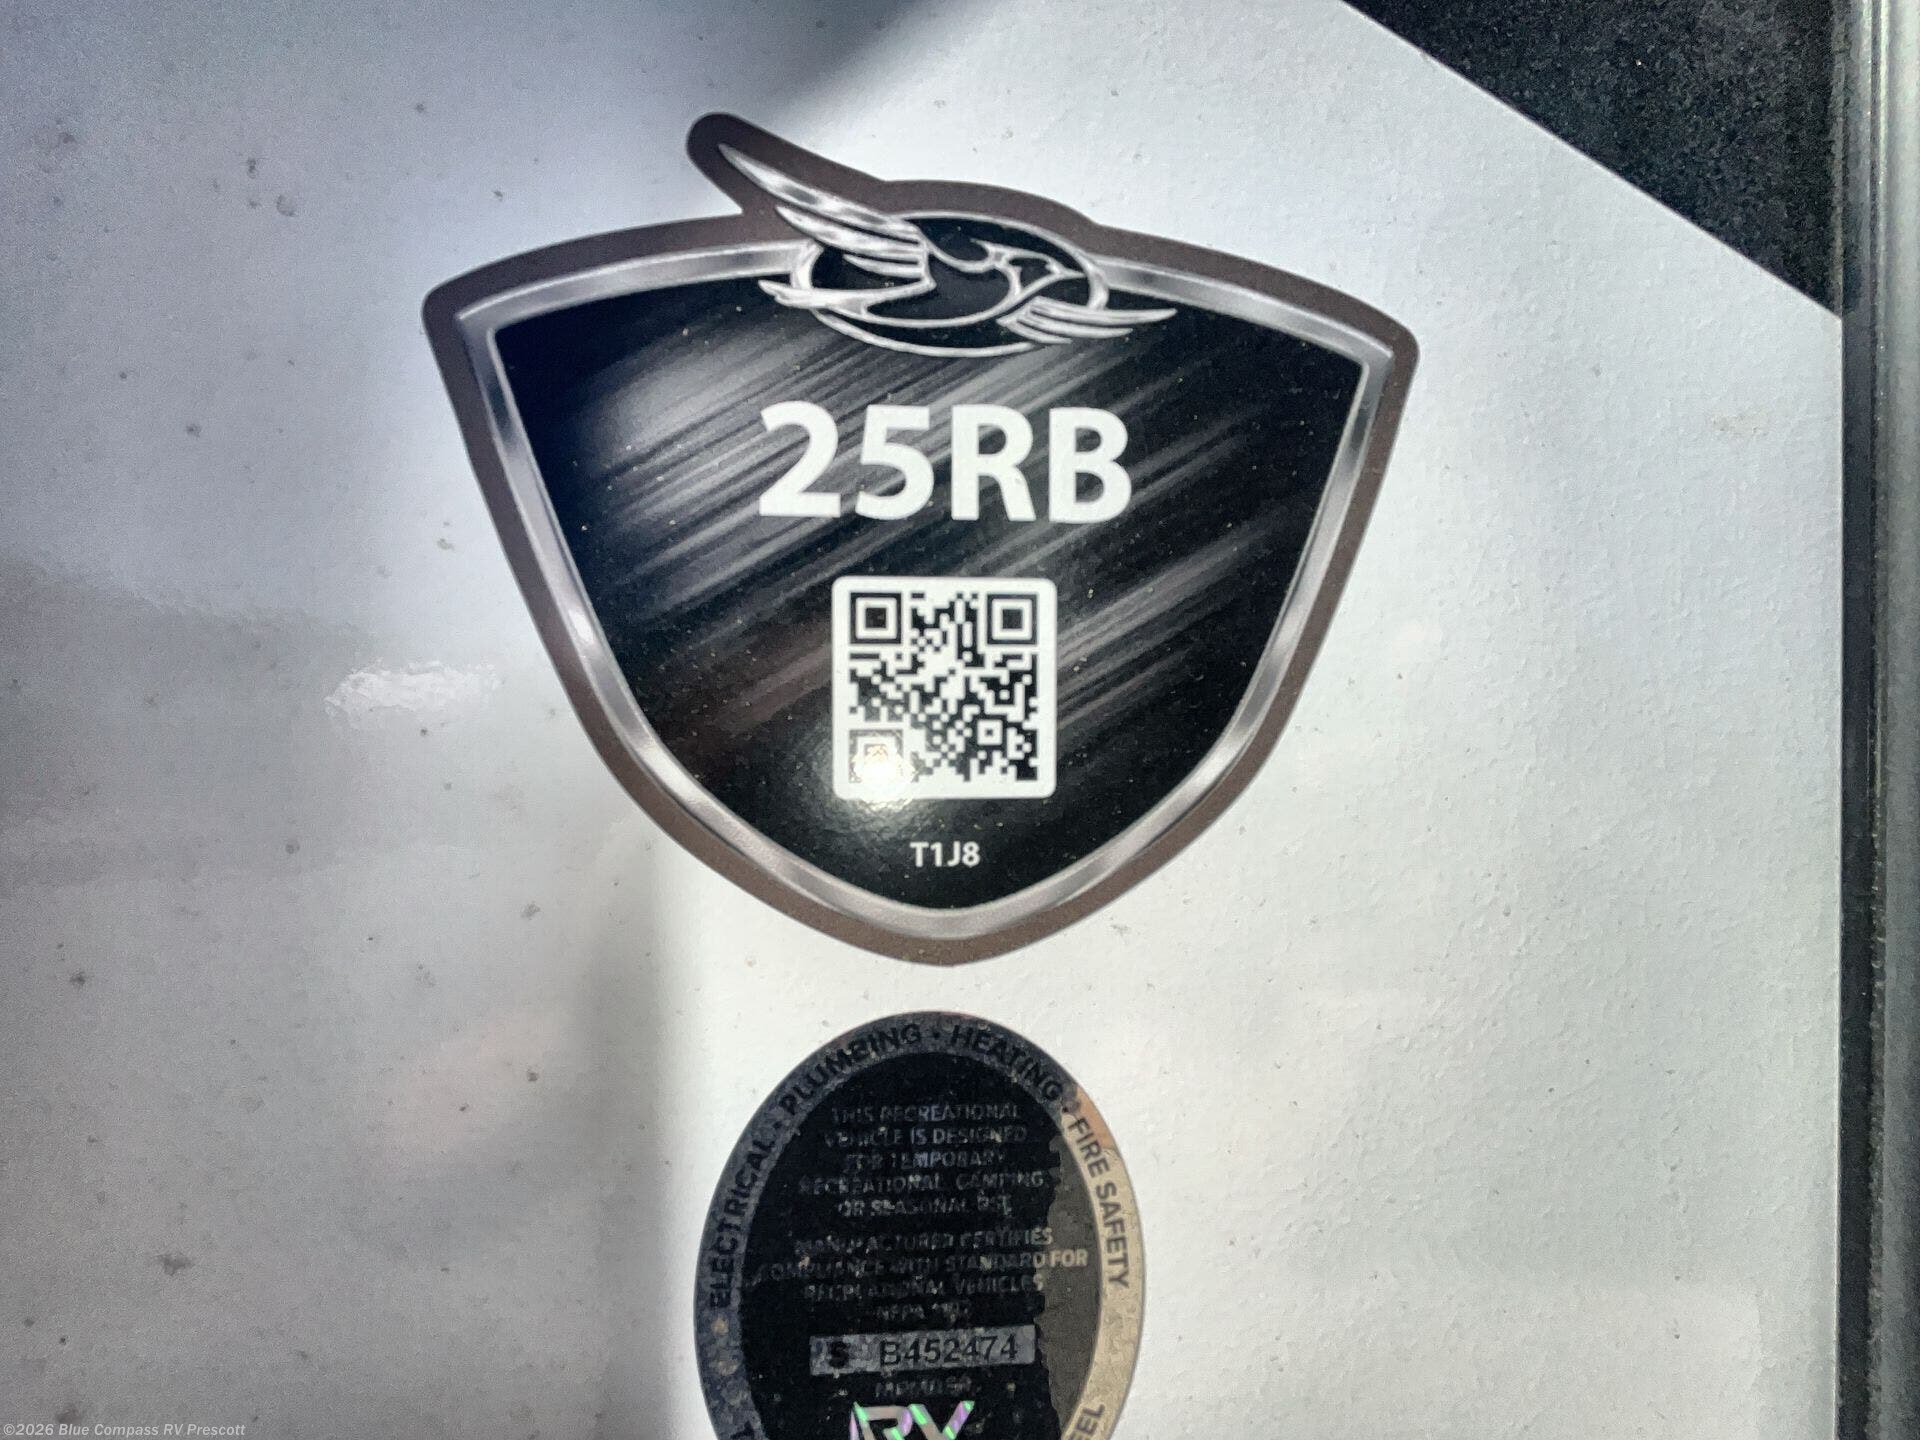 25RB
T1J8
ELECTRICAL • PLUMBING • HEATING • FIRE SAFETY
THIS RECREATIONAL
VEHICLE IS DESIGNED
FOR TEMPORARY
RECREATIONAL, CAMPING
OR SEASONAL USE
MANUFACTURER CERTIFIES
COMPLIANCE WITH STANDARD FOR
RECREATIONAL VEHICLES
NFPA
S B452474
RV
©2026 Blue Compass RV Prescott